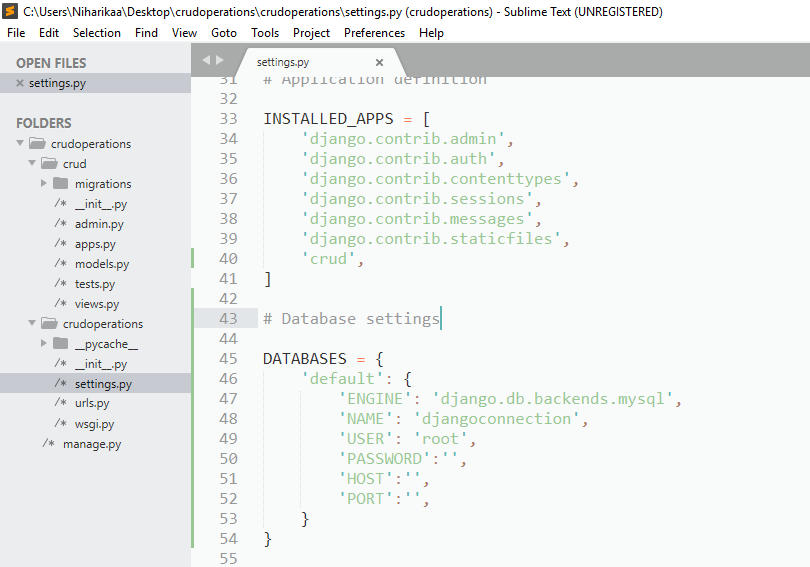 C:\Users\Niharikaa\Desktop\crudoperations\crudoperations\settings.py (crudoperations) - Sublime Text (UNREGISTERED)
File Edit Selection Find View Goto Tools Project Preferences Help
OPEN FILES
settings.py
FOLDERS
crudoperations
crud
migrations
/* __init__.py
/* admin.py
/* apps.py
/* models.py
/* tests.py
/* views.py
crudoperations
__pycache__
/* __init__.py
/* settings.py
/* urls.py
/* wsgi.py
/* manage.py
settings.py
31 # Application definition
32
33 INSTALLED_APPS = [
34     'django.contrib.admin',
35     'django.contrib.auth',
36     'django.contrib.contenttypes',
37     'django.contrib.sessions',
38     'django.contrib.messages',
39     'django.contrib.staticfiles',
40     'crud',
41 ]
42
43 # Database settings
44
45 DATABASES = {
46     'default': {
47         'ENGINE': 'django.db.backends.mysql',
48         'NAME': 'djangoconnection',
49         'USER': 'root',
50         'PASSWORD':'',
51         'HOST':'',
52         'PORT':'',
53     }
54 }
55